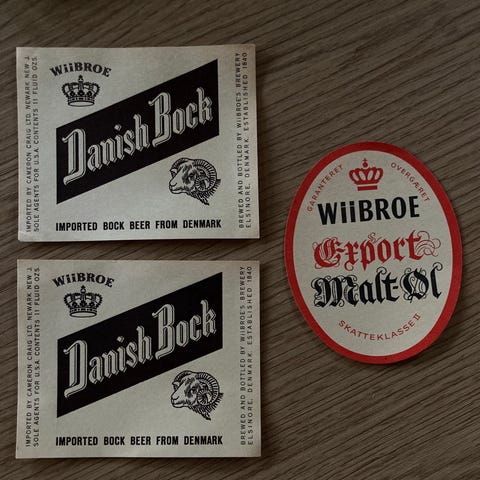 WiiBROE
Danish Bock
IMPORTED BOCK BEER FROM DENMARK
IMPORTED BY CAMERON CRAIG LTD. NEWARK NEW J.
SOLE AGENTS FOR U.S.A. CONTENTS 11 FLUID OZS.
BREWED AND BOTTLED BY WIIBROE'S BREWERY
ELSINORE, DENMARK, ESTABLISHED 1840
WiiBROE
Danish Bock
IMPORTED BOCK BEER FROM DENMARK
IMPORTED BY CAMERON CRAIG LTD. NEWARK NEW J.
SOLE AGENTS FOR U.S.A. CONTENTS 11 FLUID OZS.
BREWED AND BOTTLED BY WIIBROE'S BREWERY
ELSINORE, DENMARK, ESTABLISHED 1840
GARANTERET OVERGÆRET
WiiBROE
Export
Malt-Øl
SKATTEKLASSE II